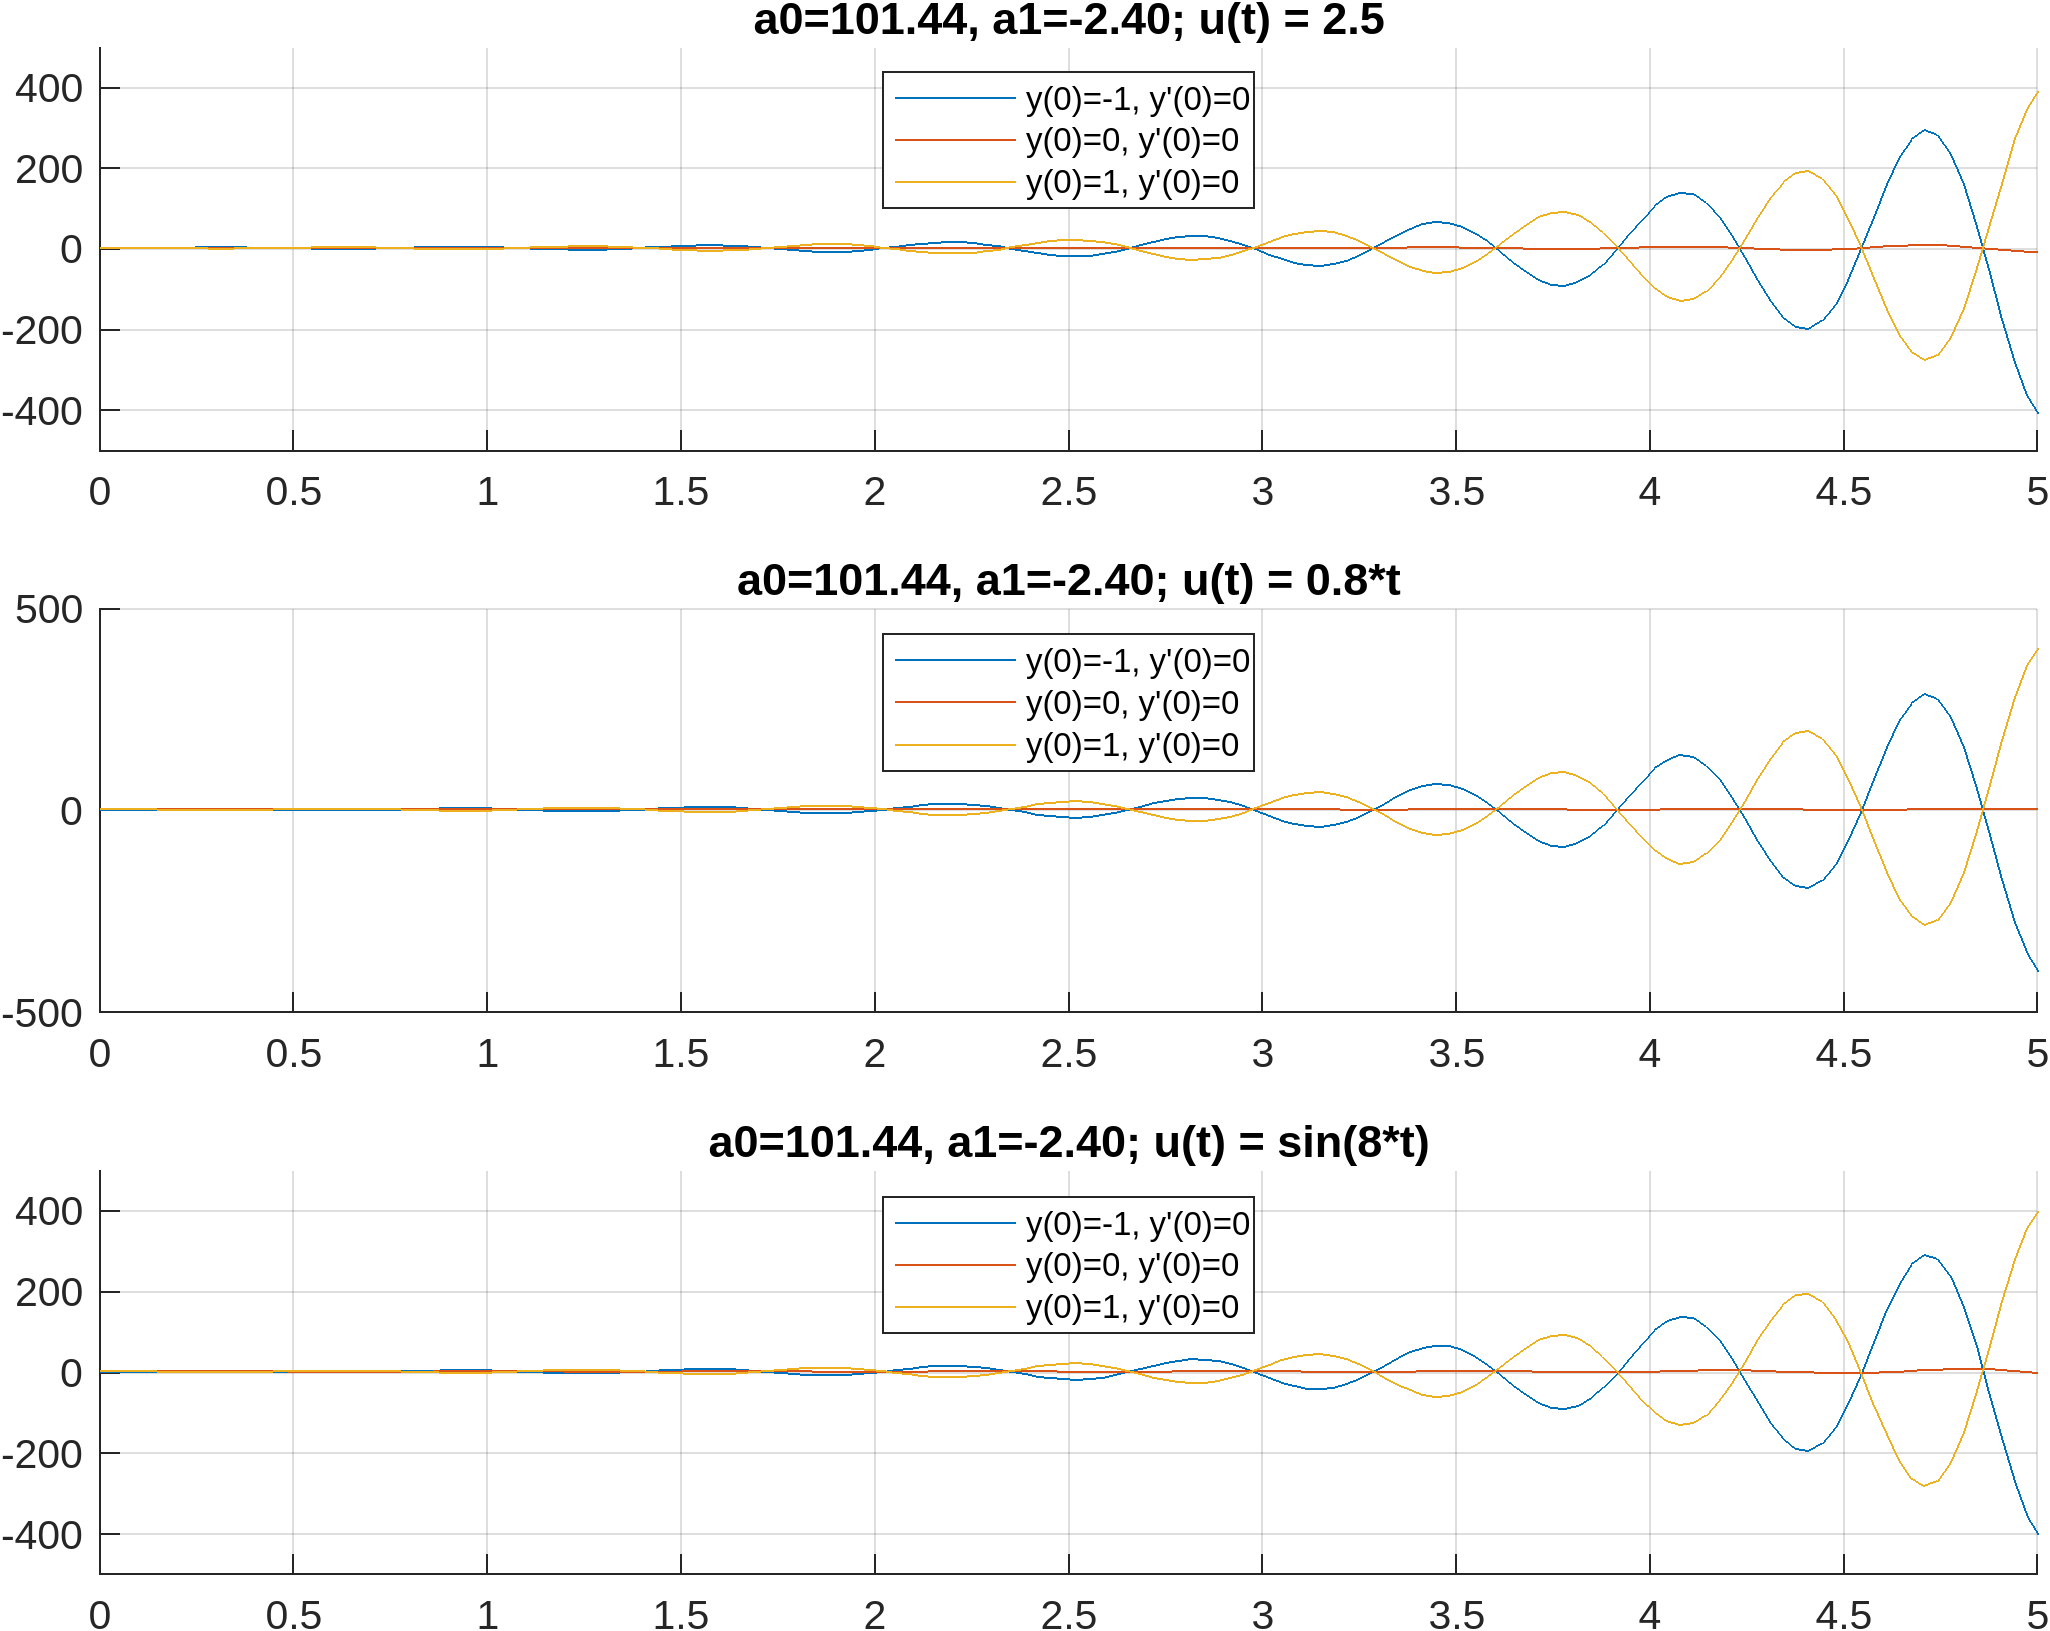 a0=101.44, a1=-2.40; u(t) = 2.5
400
200
0
-200
-400
y(0)=-1, y'(0)=0
y(0)=0, y'(0)=0
y(0)=1, y'(0)=0
0 0.5 1 1.5 2 2.5 3 3.5 4 4.5 5
a0=101.44, a1=-2.40; u(t) = 0.8*t
500
0
-500
y(0)=-1, y'(0)=0
y(0)=0, y'(0)=0
y(0)=1, y'(0)=0
0 0.5 1 1.5 2 2.5 3 3.5 4 4.5 5
a0=101.44, a1=-2.40; u(t) = sin(8*t)
400
200
0
-200
-400
y(0)=-1, y'(0)=0
y(0)=0, y'(0)=0
y(0)=1, y'(0)=0
0 0.5 1 1.5 2 2.5 3 3.5 4 4.5 5